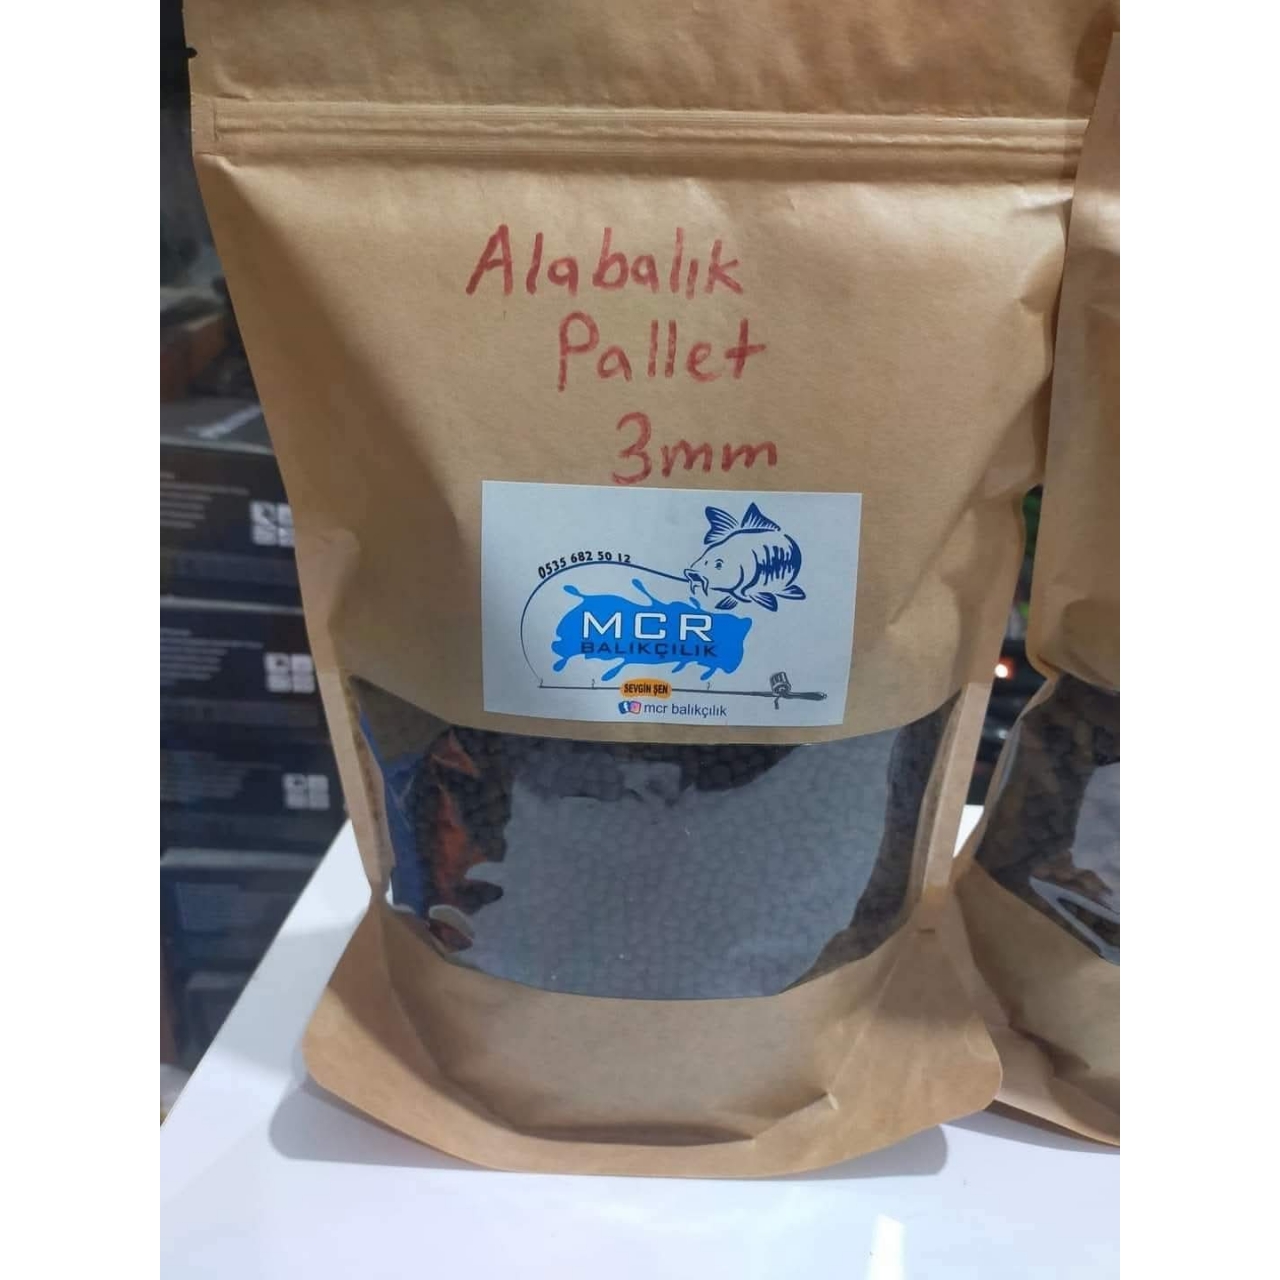 Alabalık
Pallet
3mm
0535 682 50 12
MCR
BALIKÇILIK
SEVGİN ŞEN
mcr balıkçılık